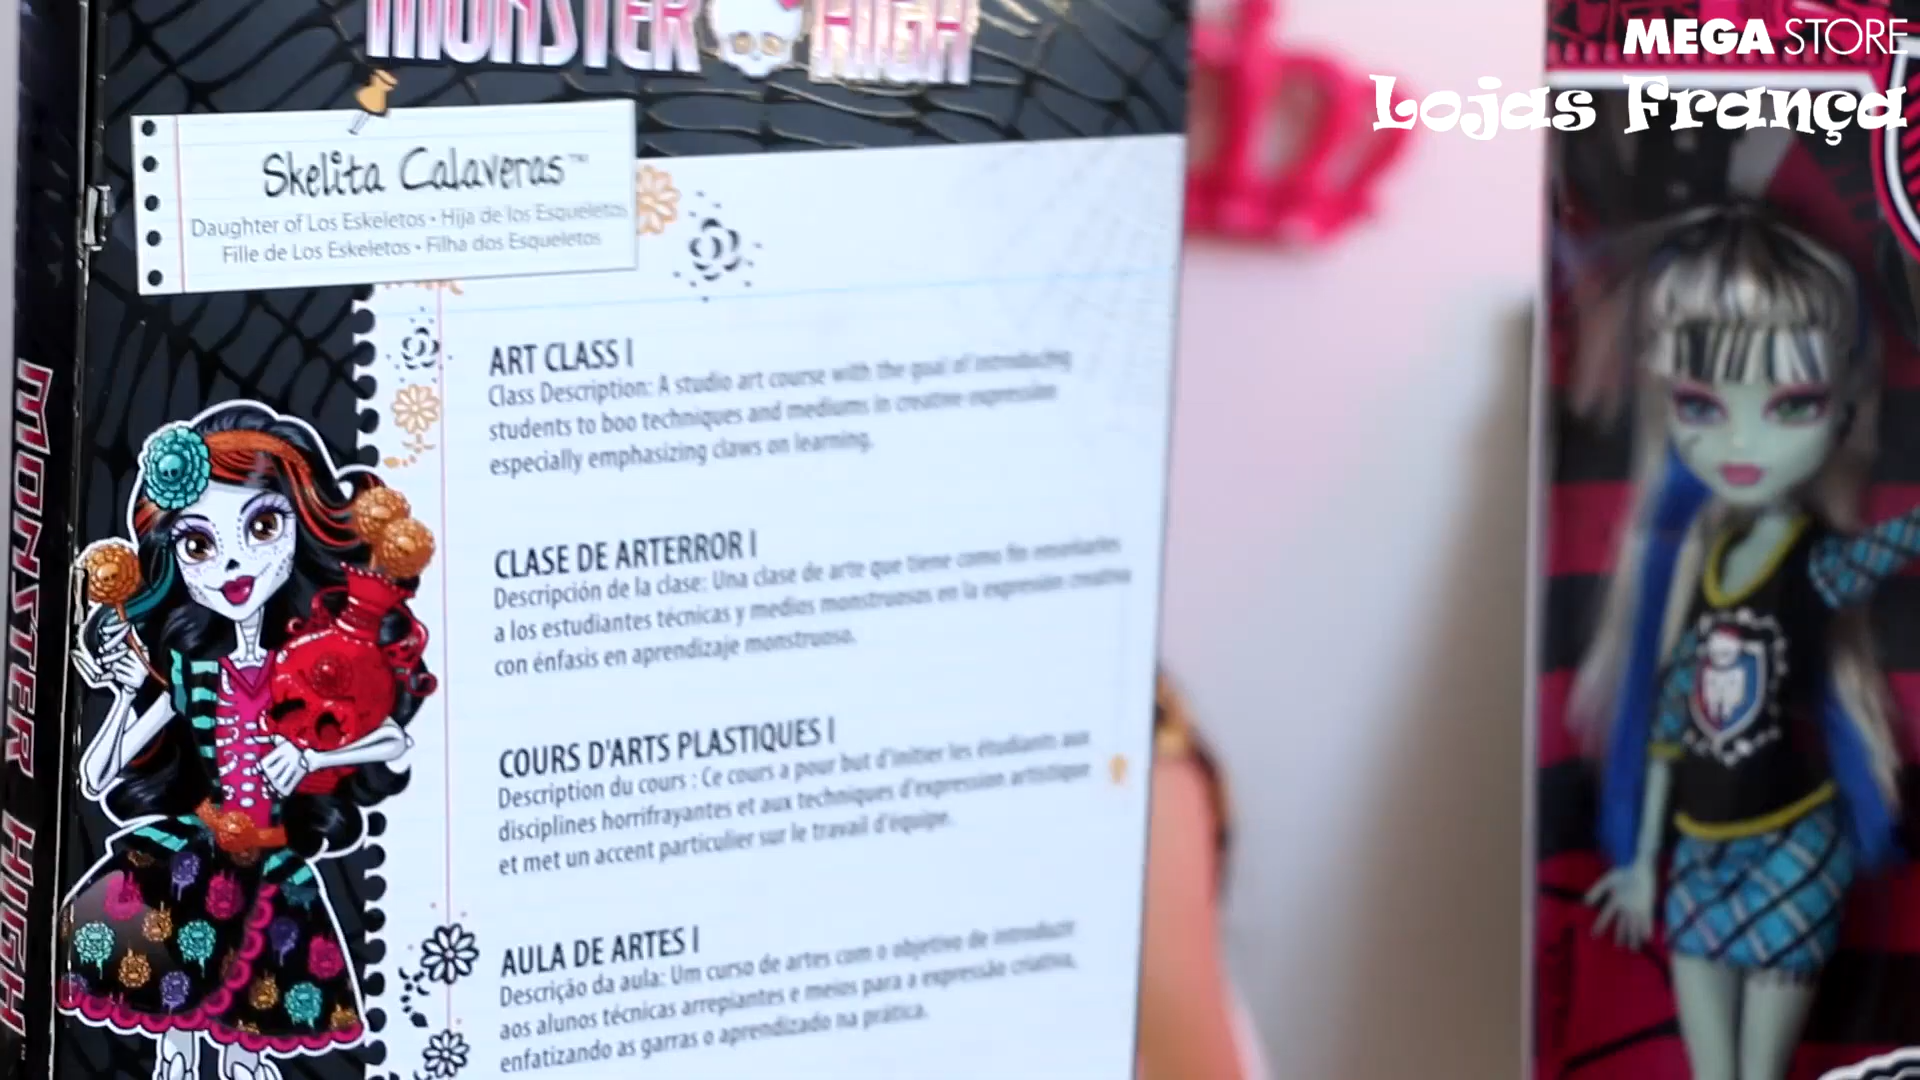 MONSTER HIGH
MEGA STORE
Lojas França
Skelita Calaveras™
Daughter of Los Eskeletos • Hija de los Esqueletos
Fille de Los Eskeletos • Filha dos Esqueletos
ART CLASS I
Class Description: A studio art course with the goal of introducing
students to boo techniques and mediums in creative expression
especially emphasizing claws on learning.
CLASE DE ARTERROR I
Descripción de la clase: Una clase de arte que tiene como fin enseñarles
a los estudiantes técnicas y medios monstruosos en la expresión creativa
con énfasis en aprendizaje monstruoso.
COURS D'ARTS PLASTIQUES I
Description du cours : Ce cours a pour but d'initier les étudiants aux
disciplines horrifrayantes et aux techniques d'expression artistique
et met un accent particulier sur le travail d'équipe.
AULA DE ARTES I
Descrição da aula: Um curso de artes com o objetivo de introduzir
aos alunos técnicas arrepiantes e meios para a expressão criativa,
enfatizando as garras o aprendizado na prática.
MONSTER HIGH